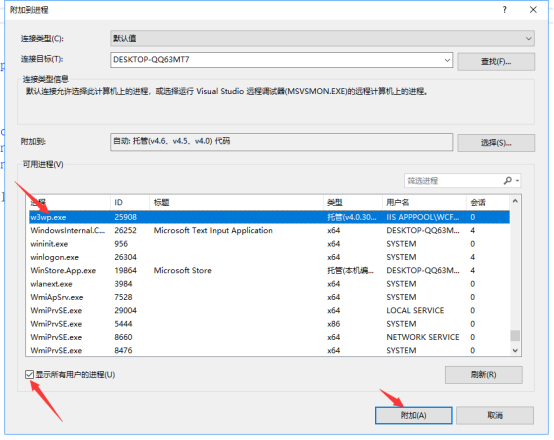 附加到进程
连接类型(C):
默认值
连接目标(T):
DESKTOP-QQ63MT7
查找(F)...
连接类型信息
默认连接允许选择此计算机上的进程，或选择运行 Visual Studio 远程调试器(MSVSMON.EXE)的远程计算机上的进程。
附加到:
自动: 托管(v4.6、v4.5、v4.0) 代码
选择(S)...
可用进程(V)
筛选进程
进程 ID 标题 类型 用户名 会话
w3wp.exe 25908 托管(v4.0.30... IIS APPPOOL\WCF... 0
WindowsInternal.C... 26252 Microsoft Text Input Application x64 DESKTOP-QQ63M... 4
wininit.exe 956 x64 SYSTEM 0
winlogon.exe 26304 x64 SYSTEM 4
WinStore.App.exe 19864 Microsoft Store 托管(本机编... DESKTOP-QQ63M... 4
wlanext.exe 3984 x64 SYSTEM 0
WmiApSrv.exe 7528 x64 SYSTEM 0
WmiPrvSE.exe 29004 x64 LOCAL SERVICE 0
WmiPrvSE.exe 5444 x86 SYSTEM 0
WmiPrvSE.exe 8660 x64 NETWORK SERVICE 0
WmiPrvSE.exe 8476 x64 SYSTEM 0
显示所有用户的进程(U)
刷新(R)
附加(A)
取消